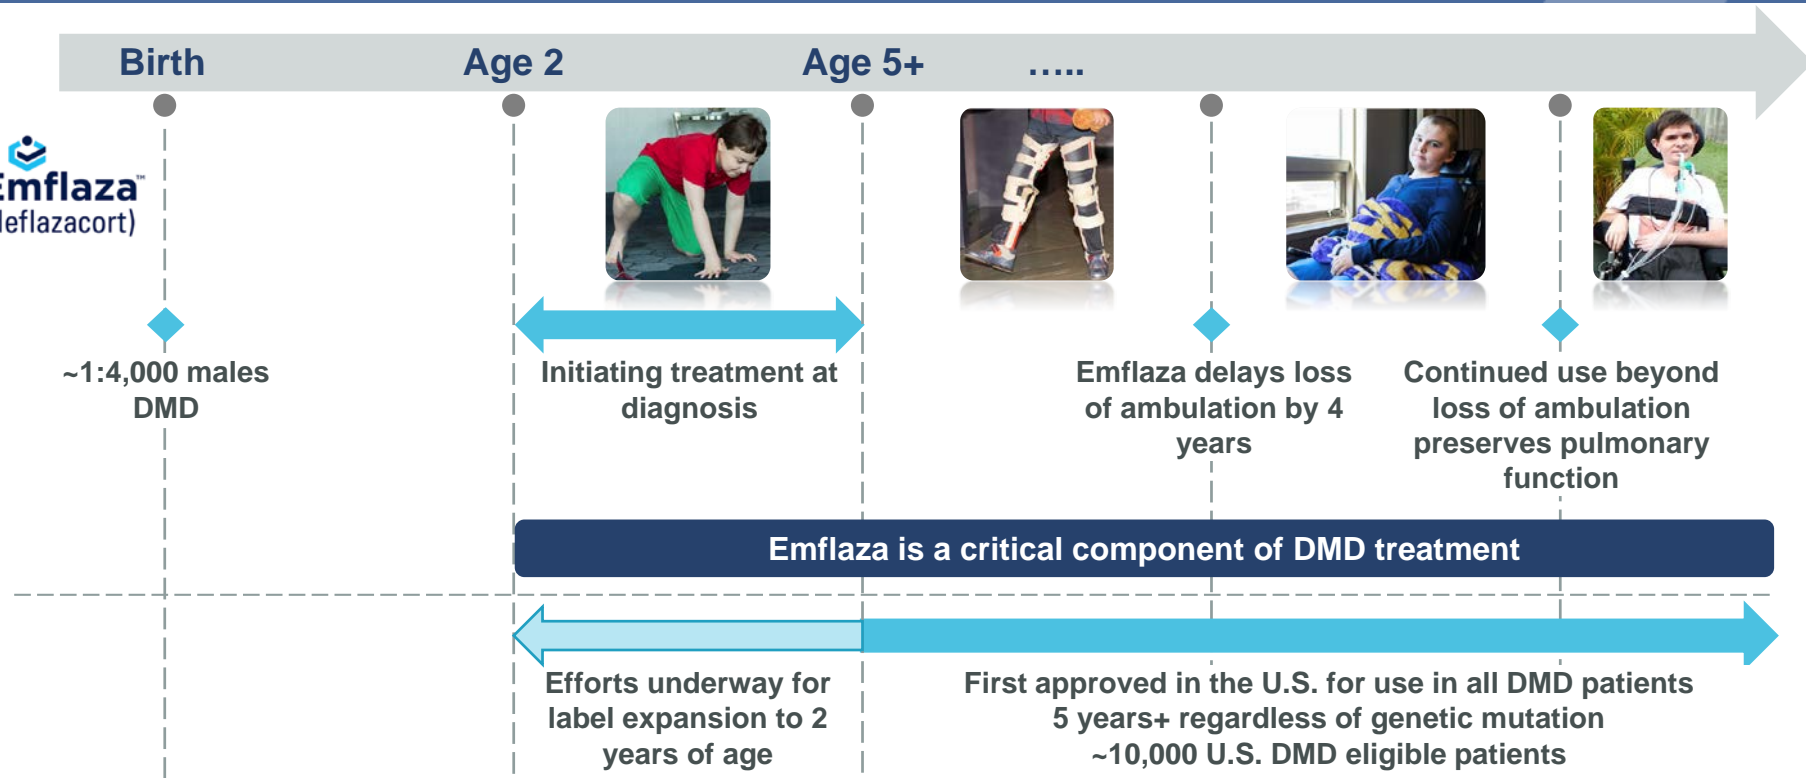 Birth
Age 2
Age 5+
.....
Emflaza™
deflazacort)
~1:4,000 males
DMD
Initiating treatment at
diagnosis
Emflaza delays loss
of ambulation by 4
years
Continued use beyond
loss of ambulation
preserves pulmonary
function
Emflaza is a critical component of DMD treatment
Efforts underway for
label expansion to 2
years of age
First approved in the U.S. for use in all DMD patients
5 years+ regardless of genetic mutation
~10,000 U.S. DMD eligible patients